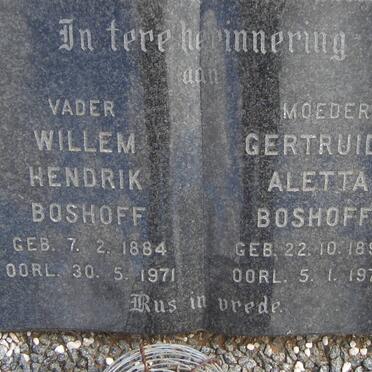 In tere herinnering
aan
VADER
WILLEM
HENDRIK
BOSHOFF
GEB. 7. 2. 1884
OORL. 30. 5. 1971
MOEDER
GERTRUID
ALETTA
BOSHOFF
GEB. 22. 10. 189
OORL. 5. 1. 197
Rus in vrede.